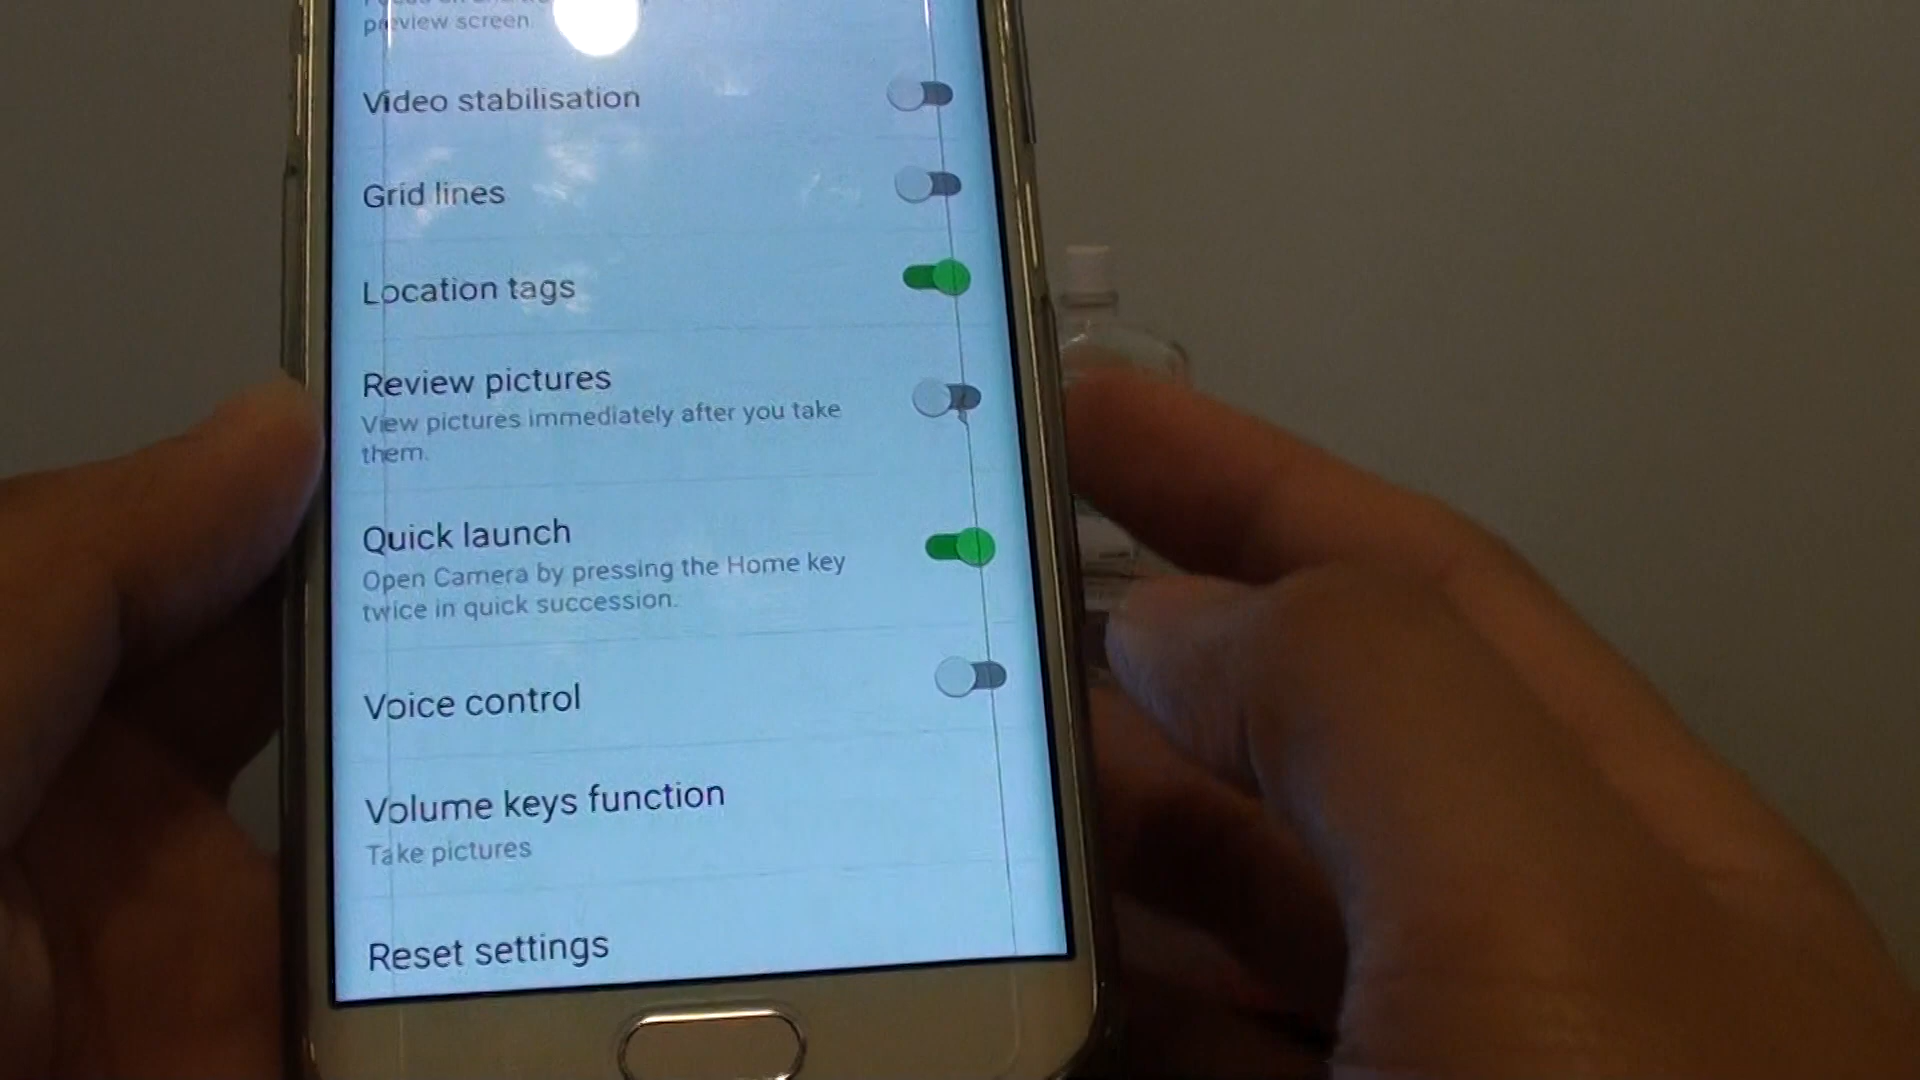 preview screen.
Video stabilisation
Grid lines
Location tags
Review pictures
View pictures immediately after you take
them.
Quick launch
Open Camera by pressing the Home key
twice in quick succession.
Voice control
Volume keys function
Take pictures
Reset settings